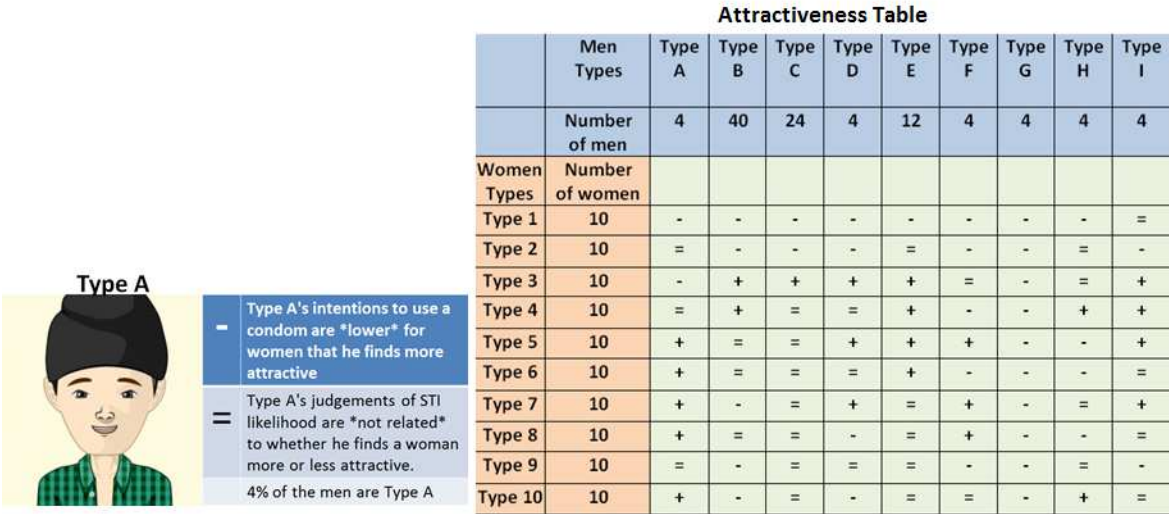 Type A
- Type A's intentions to use a
condom are *lower* for
women that he finds more
attractive
= Type A's judgements of STI
likelihood are *not related*
to whether he finds a woman
more or less attractive.
4% of the men are Type A
Attractiveness Table
Men Types Type A Type B Type C Type D Type E Type F Type G Type H Type I
Number of men 4 40 24 4 12 4 4 4 4
Women Types Number of women
Type 1 10 - - - - - - - - =
Type 2 10 = - - - = - - = -
Type 3 10 - + + + + = - = +
Type 4 10 = + = = + - - + +
Type 5 10 + = = + + + - - +
Type 6 10 + = = = + - - - =
Type 7 10 + - = + = + - = +
Type 8 10 + = = - = + - - =
Type 9 10 = - = = = - - = -
Type 10 10 + - = - = = - + =